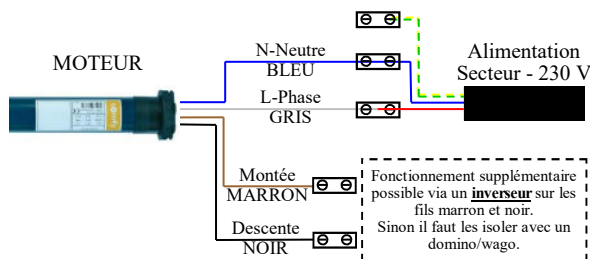 MOTEUR
N-Neutre
BLEU
L-Phase
GRIS
Alimentation
Secteur - 230 V
Montée
MARRON
Descente
NOIR
Fonctionnement supplémentaire
possible via un inverseur sur les
fils marron et noir.
Sinon il faut les isoler avec un
domino/wago.